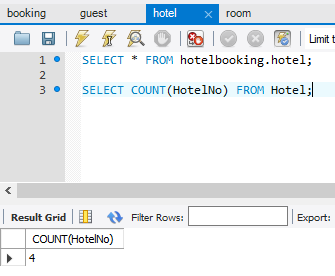 booking guest hotel room
Limit t
1 SELECT * FROM hotelbooking.hotel;
2
3 SELECT COUNT(HotelNo) FROM Hotel;
Result Grid Filter Rows: Export:
COUNT(HotelNo)
4